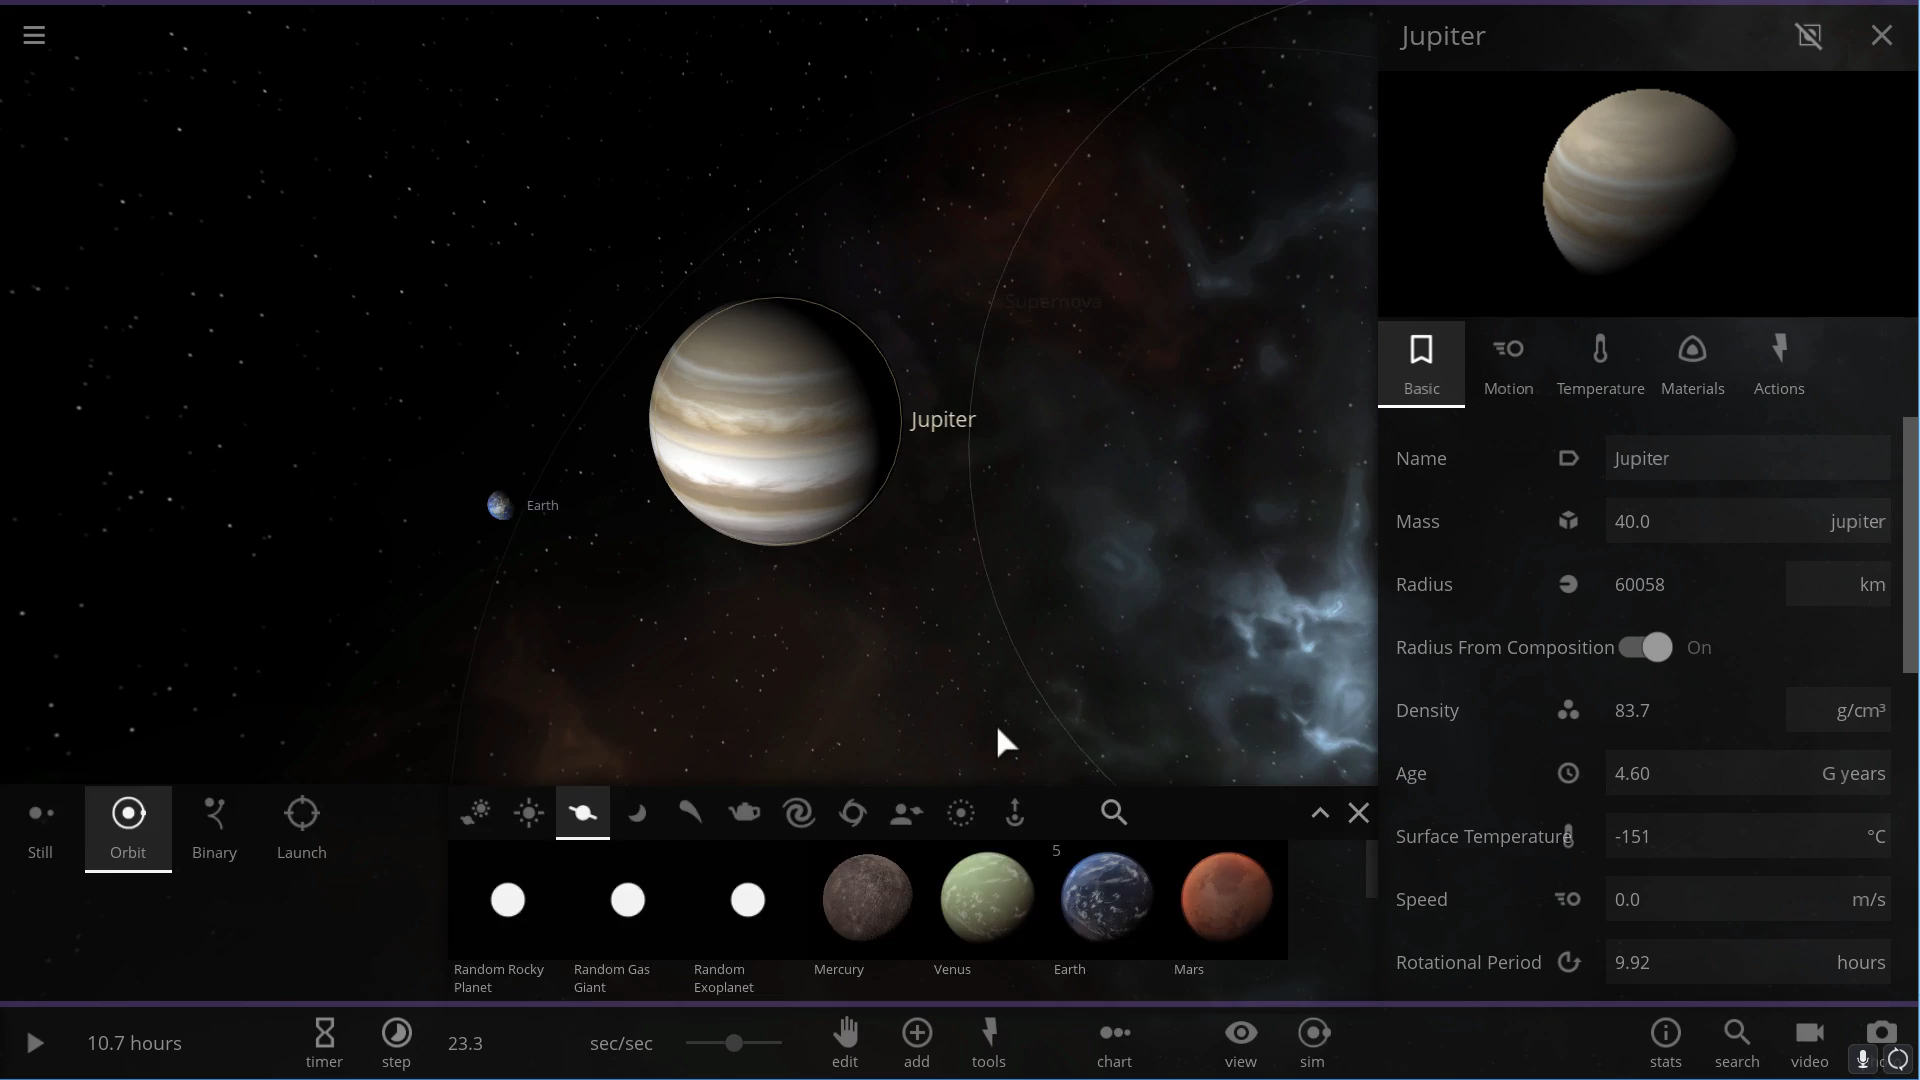 Jupiter
Supernova
Jupiter
Earth
Basic
Motion
Temperature
Materials
Actions
Name
Jupiter
Mass
40.0
jupiter
Radius
60058
km
Radius From Composition
On
Density
83.7
g/cm³
Age
4.60
G years
Surface Temperature
-151
°C
Speed
0.0
m/s
Rotational Period
9.92
hours
Still
Orbit
Binary
Launch
5
Random Rocky
Planet
Random Gas
Giant
Random
Exoplanet
Mercury
Venus
Earth
Mars
10.7 hours
timer
step
23.3
sec/sec
edit
add
tools
chart
view
sim
stats
search
video